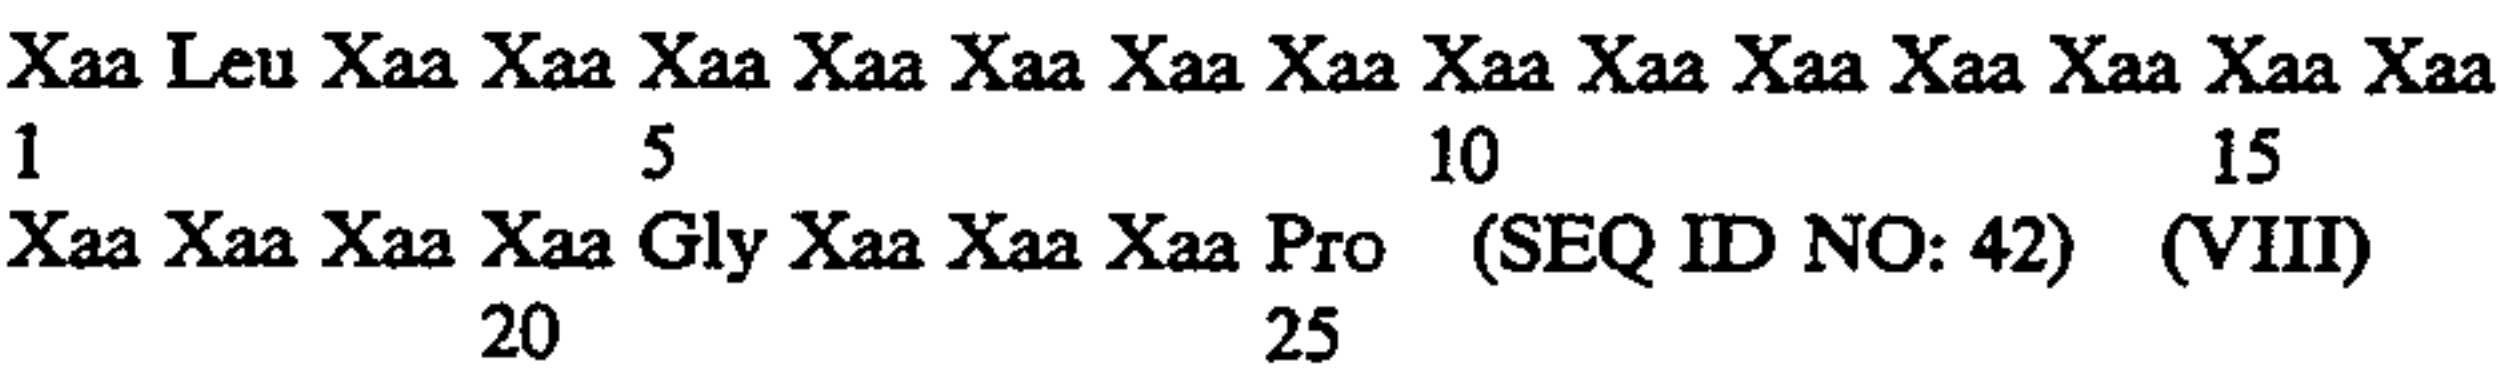 Xaa Leu Xaa Xaa Xaa Xaa Xaa Xaa Xaa Xaa Xaa Xaa Xaa Xaa Xaa Xaa
1 5 10 15
Xaa Xaa Xaa Xaa Gly Xaa Xaa Xaa Pro (SEQ ID NO: 42) (VIII)
20 25